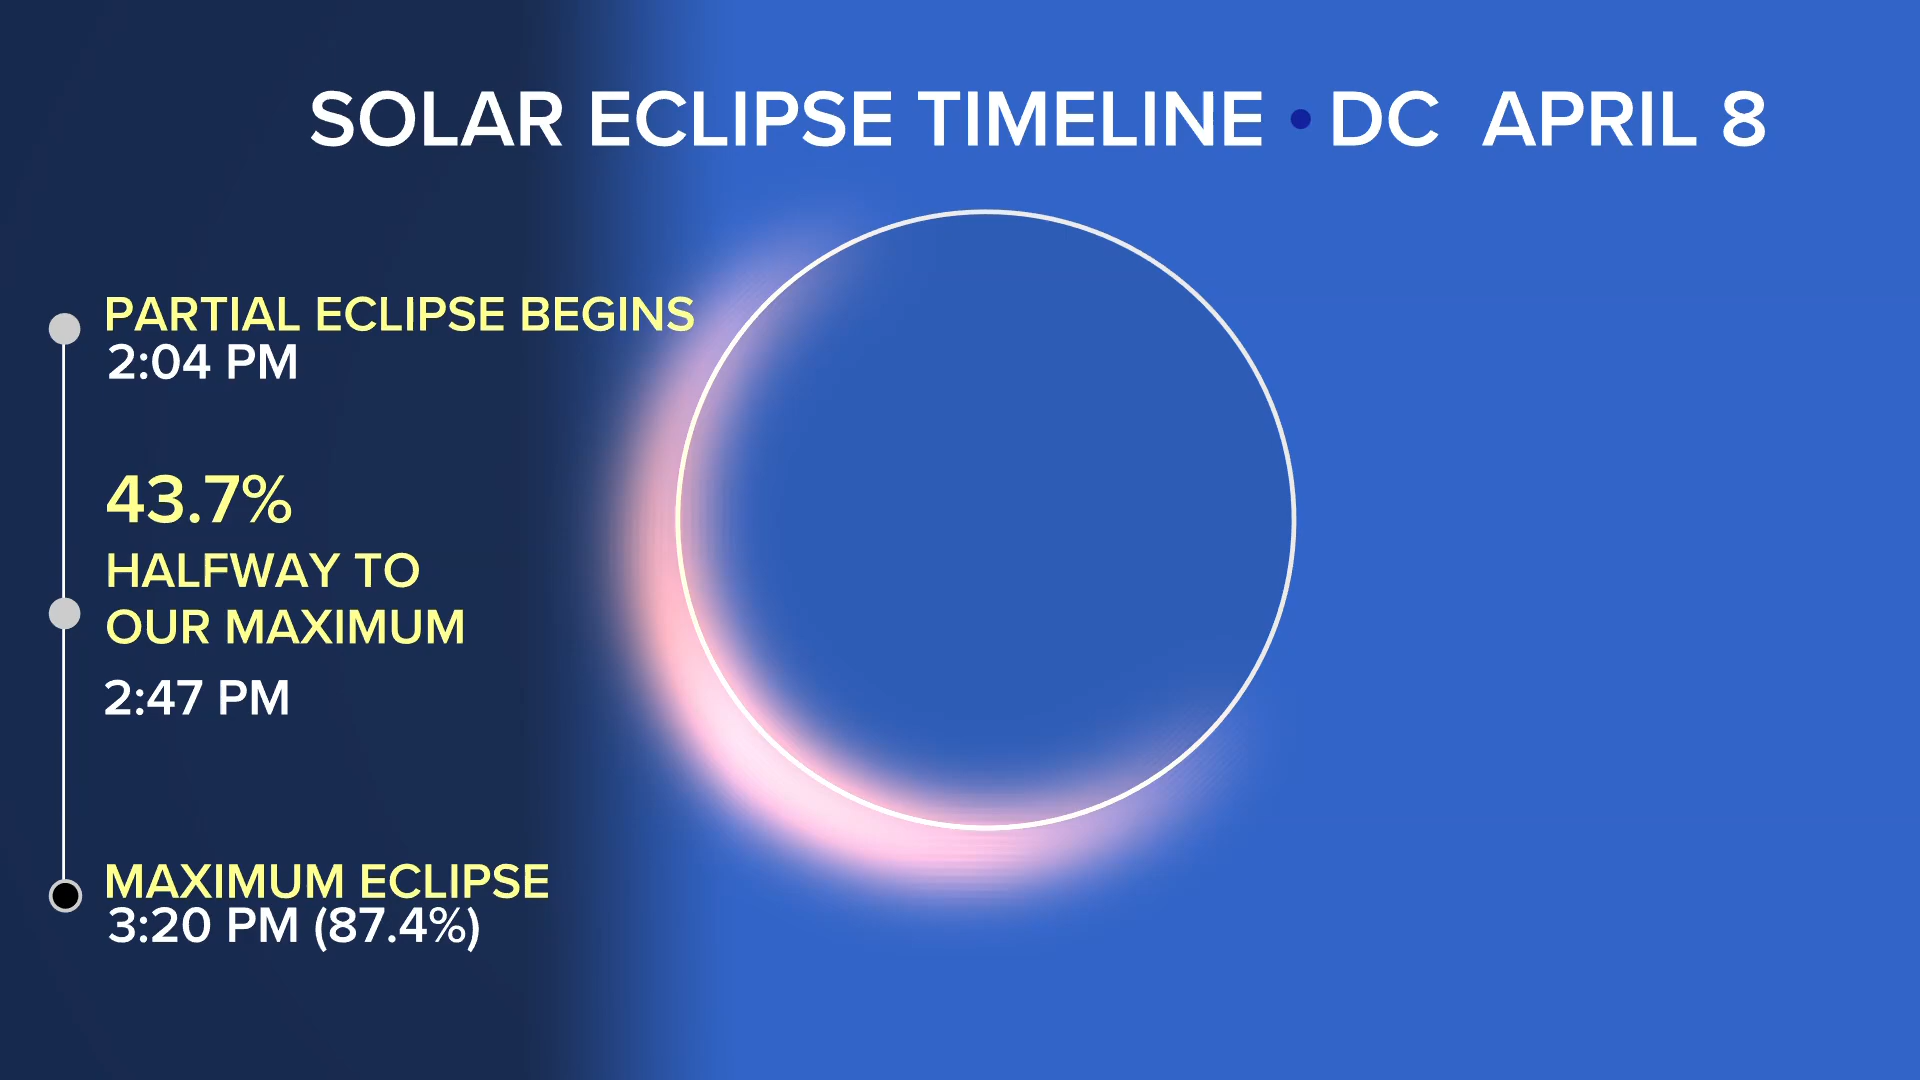 SOLAR ECLIPSE TIMELINE • DC APRIL 8
PARTIAL ECLIPSE BEGINS
2:04 PM
43.7%
HALFWAY TO
OUR MAXIMUM
2:47 PM
MAXIMUM ECLIPSE
3:20 PM (87.4%)